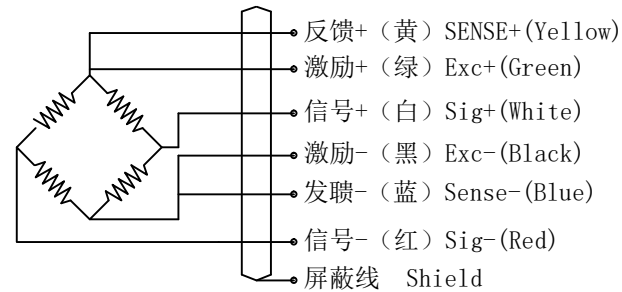 反馈+（黄）SENSE+(Yellow)
激励+（绿）Exc+(Green)
信号+（白）Sig+(White)
激励-（黑）Exc-(Black)
发聩-（蓝）Sense-(Blue)
信号-（红）Sig-(Red)
屏蔽线 Shield